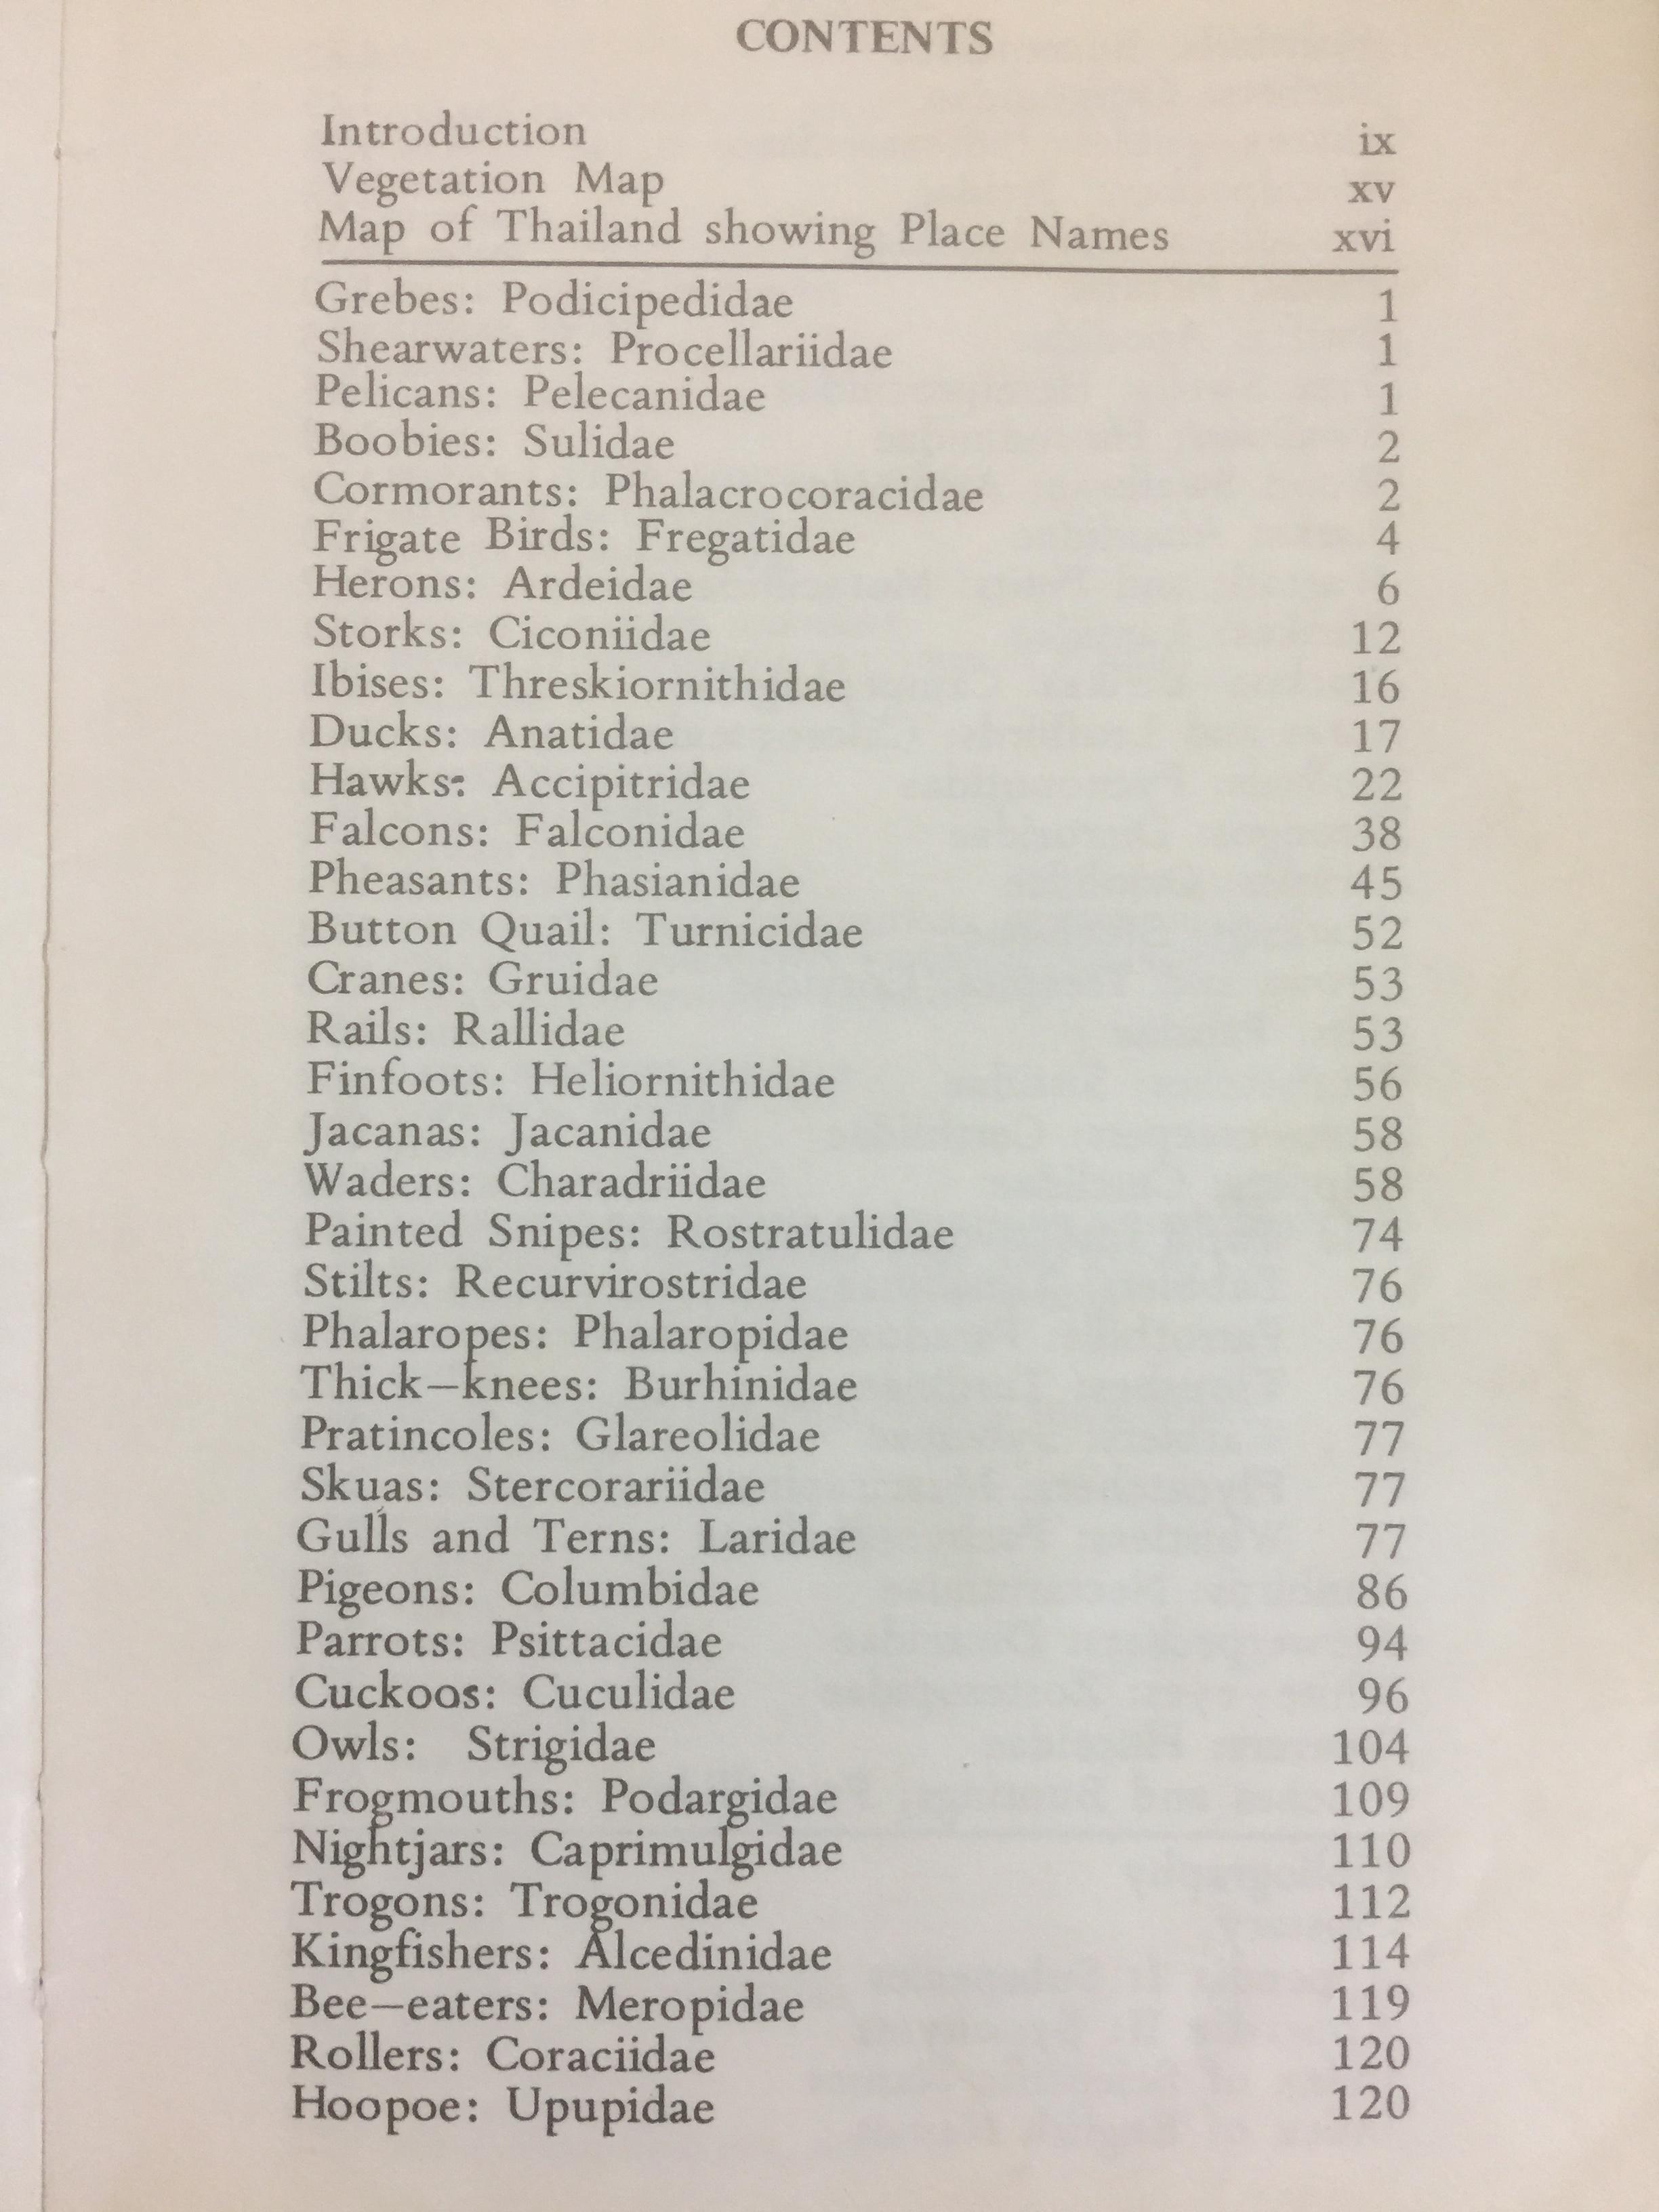 CONTENTS
Introduction ix
Vegetation Map xv
Map of Thailand showing Place Names xvi
Grebes: Podicipedidae 1
Shearwaters: Procellariidae 1
Pelicans: Pelecanidae 1
Boobies: Sulidae 2
Cormorants: Phalacrocoracidae 2
Frigate Birds: Fregatidae 4
Herons: Ardeidae 6
Storks: Ciconiidae 12
Ibises: Threskiornithidae 16
Ducks: Anatidae 17
Hawks: Accipitridae 22
Falcons: Falconidae 38
Pheasants: Phasianidae 45
Button Quail: Turnicidae 52
Cranes: Gruidae 53
Rails: Rallidae 53
Finfoots: Heliornithidae 56
Jacanas: Jacanidae 58
Waders: Charadriidae 58
Painted Snipes: Rostratulidae 74
Stilts: Recurvirostridae 76
Phalaropes: Phalaropidae 76
Thick—knees: Burhinidae 76
Pratincoles: Glareolidae 77
Skuas: Stercorariidae 77
Gulls and Terns: Laridae 77
Pigeons: Columbidae 86
Parrots: Psittacidae 94
Cuckoos: Cuculidae 96
Owls: Strigidae 104
Frogmouths: Podargidae 109
Nightjars: Caprimulgidae 110
Trogons: Trogonidae 112
Kingfishers: Alcedinidae 114
Bee—eaters: Meropidae 119
Rollers: Coraciidae 120
Hoopoe: Upupidae 120